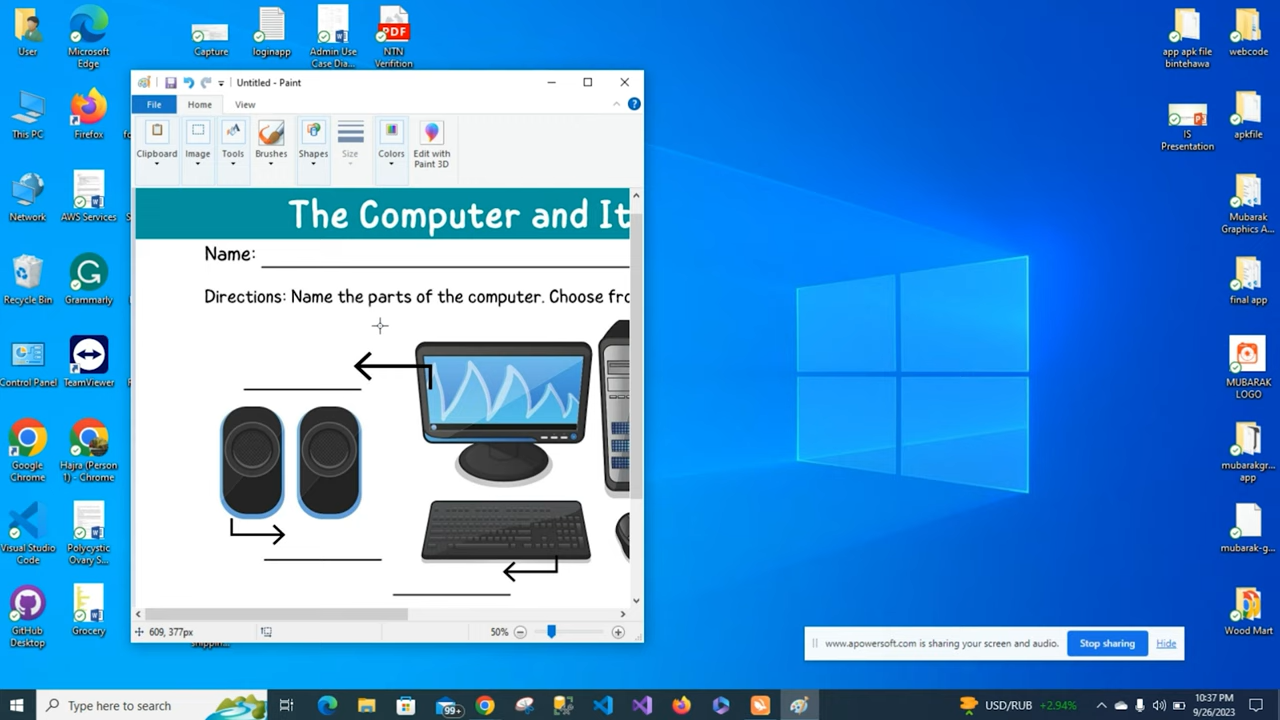 User
Microsoft Edge
Capture
loginapp
Admin Use Case Dia...
PDF
NTN Verifition
app apk file bintehawa
webcode
This PC
Firefox
Untitled - Paint
File
Home
View
Clipboard
Image
Tools
Brushes
Shapes
Size
Colors
Edit with Paint 3D
IS Presentation
apkfile
Network
AWS Services
The Computer and It
Name:
Directions: Name the parts of the computer. Choose fro
Mubarak Graphics A...
Recycle Bin
Grammarly
final app
Control Panel
TeamViewer
MUBARAK LOGO
Google Chrome
Hajra (Person 1) - Chrome
mubarakgr... app
Visual Studio Code
Polycystic Ovary S...
mubarak-g...
GitHub Desktop
Grocery
shippin...
Wood Mart
609, 377px
50%
www.apowersoft.com is sharing your screen and audio.
Stop sharing
Hide
Type here to search
99+
USD/RUB +2.94%
10:37 PM
9/26/2023